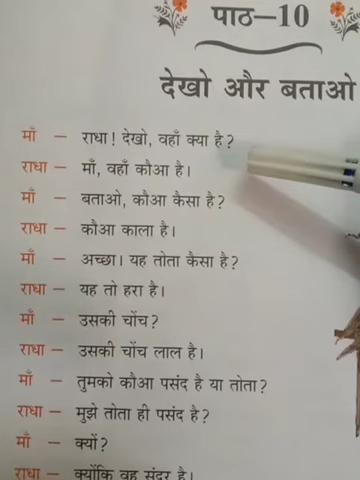 पाठ–10
देखो और बताओ
माँ – राधा! देखो, वहाँ क्या है?
राधा – माँ, वहाँ कौआ है।
माँ – बताओ, कौआ कैसा है?
राधा – कौआ काला है।
माँ – अच्छा। यह तोता कैसा है?
राधा – यह तो हरा है।
माँ – उसकी चोंच?
राधा – उसकी चोंच लाल है।
माँ – तुमको कौआ पसंद है या तोता?
राधा – मुझे तोता ही पसंद है?
माँ – क्यों?
राधा – क्योंकि वह सुंदर है।